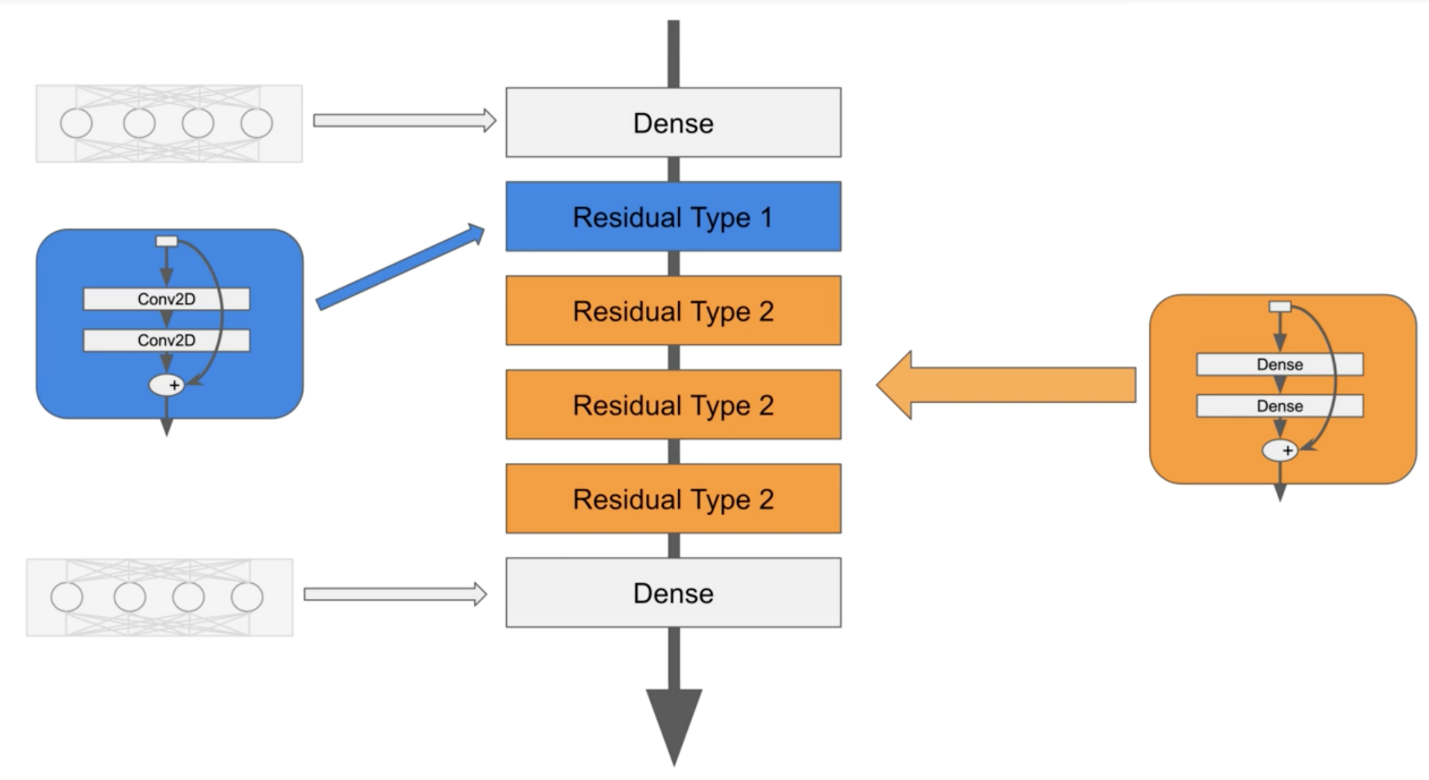 Dense
Residual Type 1
Conv2D
Conv2D
+
Residual Type 2
Residual Type 2
Dense
Dense
+
Residual Type 2
Dense